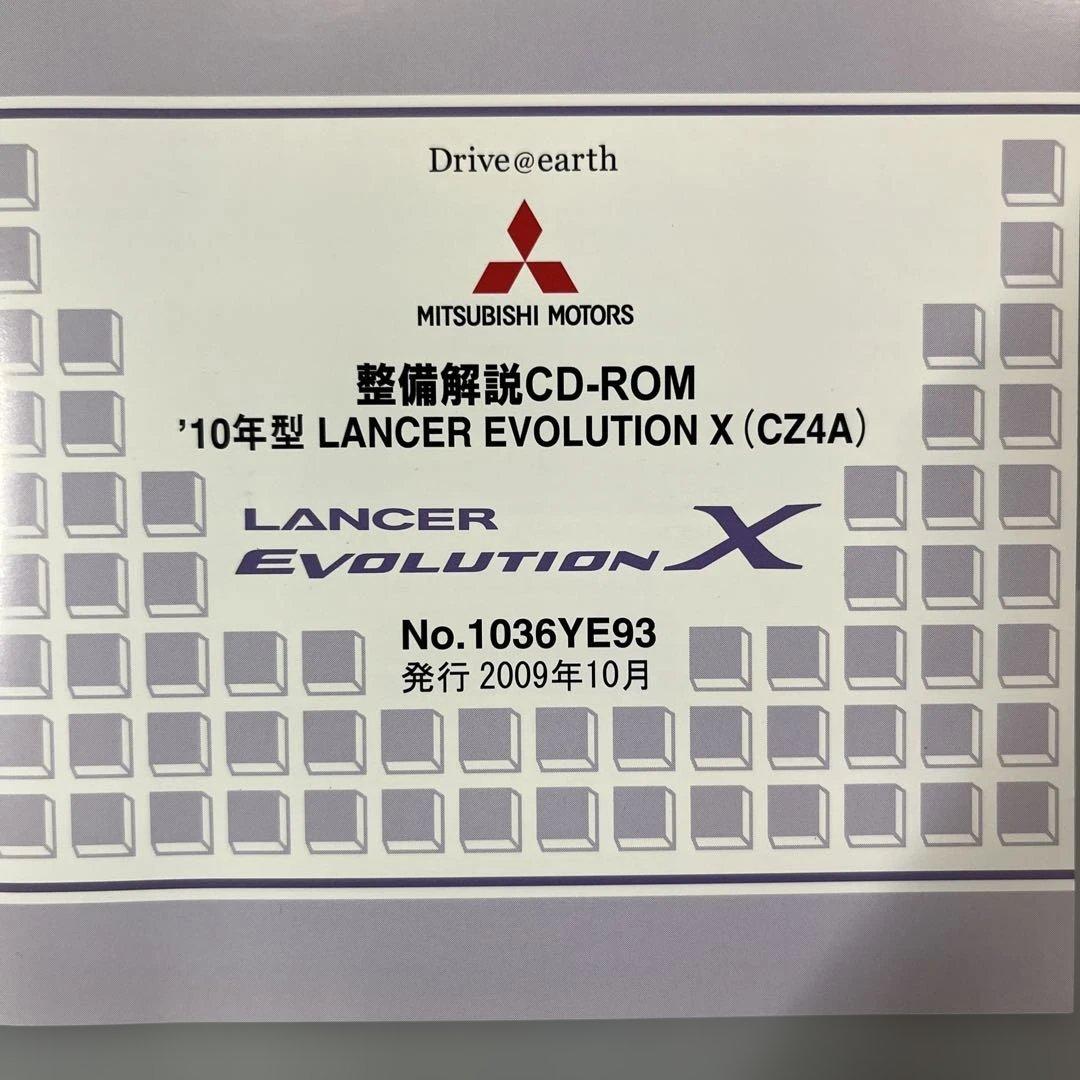 Drive@earth
MITSUBISHI MOTORS
整備解説CD-ROM
'10年型 LANCER EVOLUTION X(CZ4A)
LANCER
EVOLUTION X
No.1036YE93
発行 2009年10月